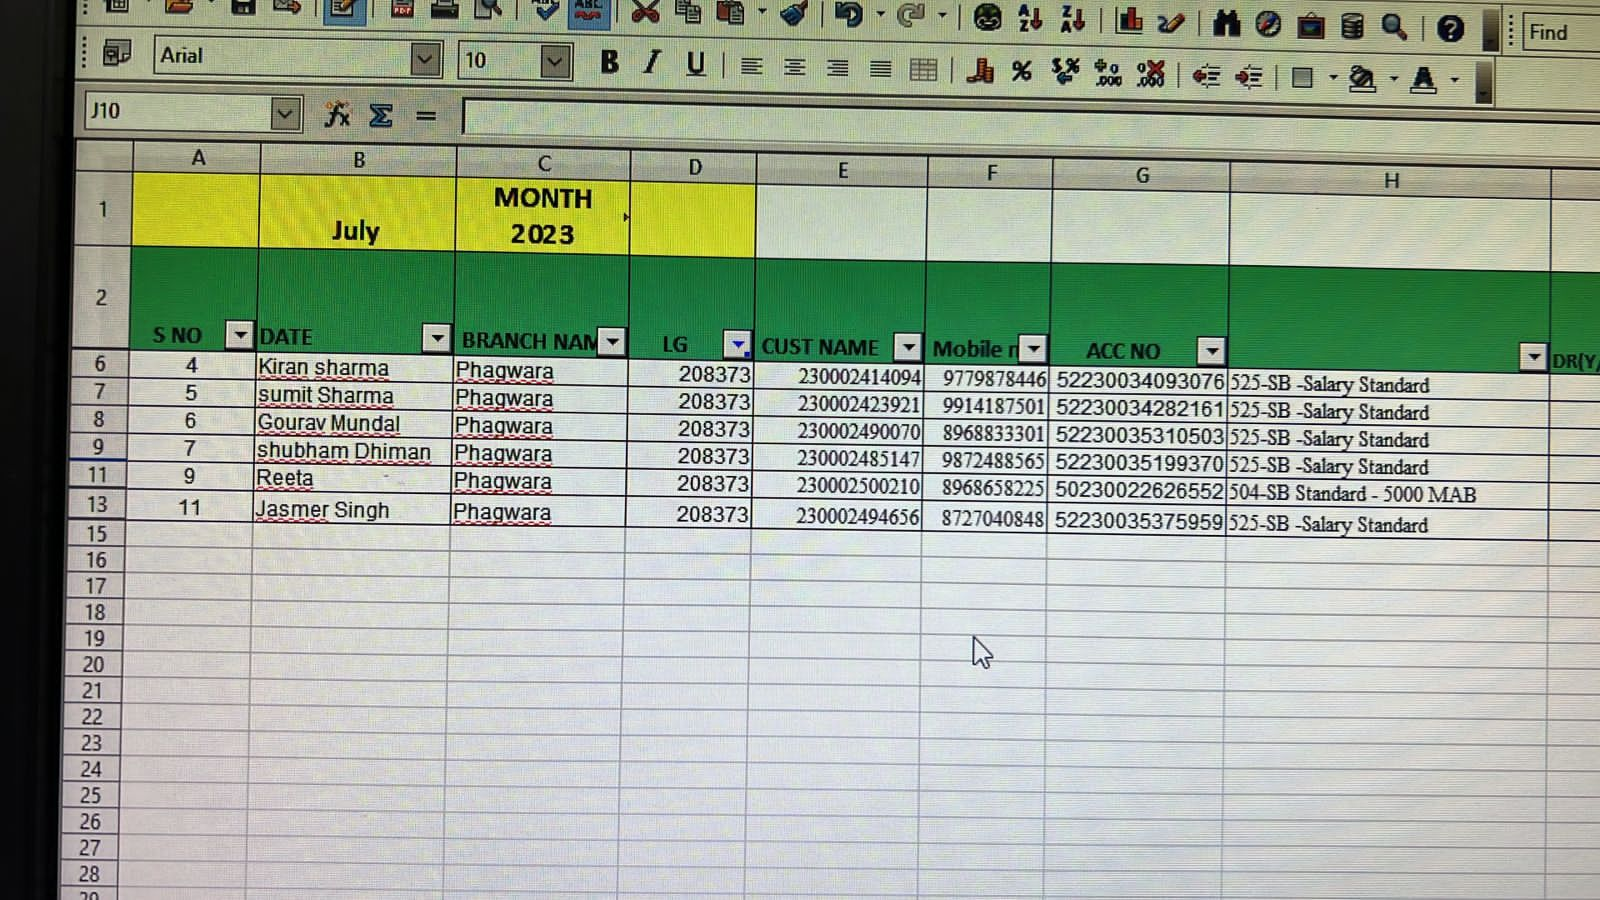 Find
Arial 10 B I U %
J10 fx Σ =
A B C D E F G H
1 July MONTH 2023
2 S NO DATE BRANCH NAM LG CUST NAME Mobile n ACC NO DR(Y/
6 4 Kiran sharma Phagwara 208373 230002414094 9779878446 52230034093076 525-SB -Salary Standard
7 5 sumit Sharma Phagwara 208373 230002423921 9914187501 52230034282161 525-SB -Salary Standard
8 6 Gourav Mundal Phagwara 208373 230002490070 8968833301 52230035310503 525-SB -Salary Standard
9 7 shubham Dhiman Phagwara 208373 230002485147 9872488565 52230035199370 525-SB -Salary Standard
11 9 Reeta Phagwara 208373 230002500210 8968658225 50230022626552 504-SB Standard - 5000 MAB
13 11 Jasmer Singh Phagwara 208373 230002494656 8727040848 52230035375959 525-SB -Salary Standard
15
16
17
18
19
20
21
22
23
24
25
26
27
28
29